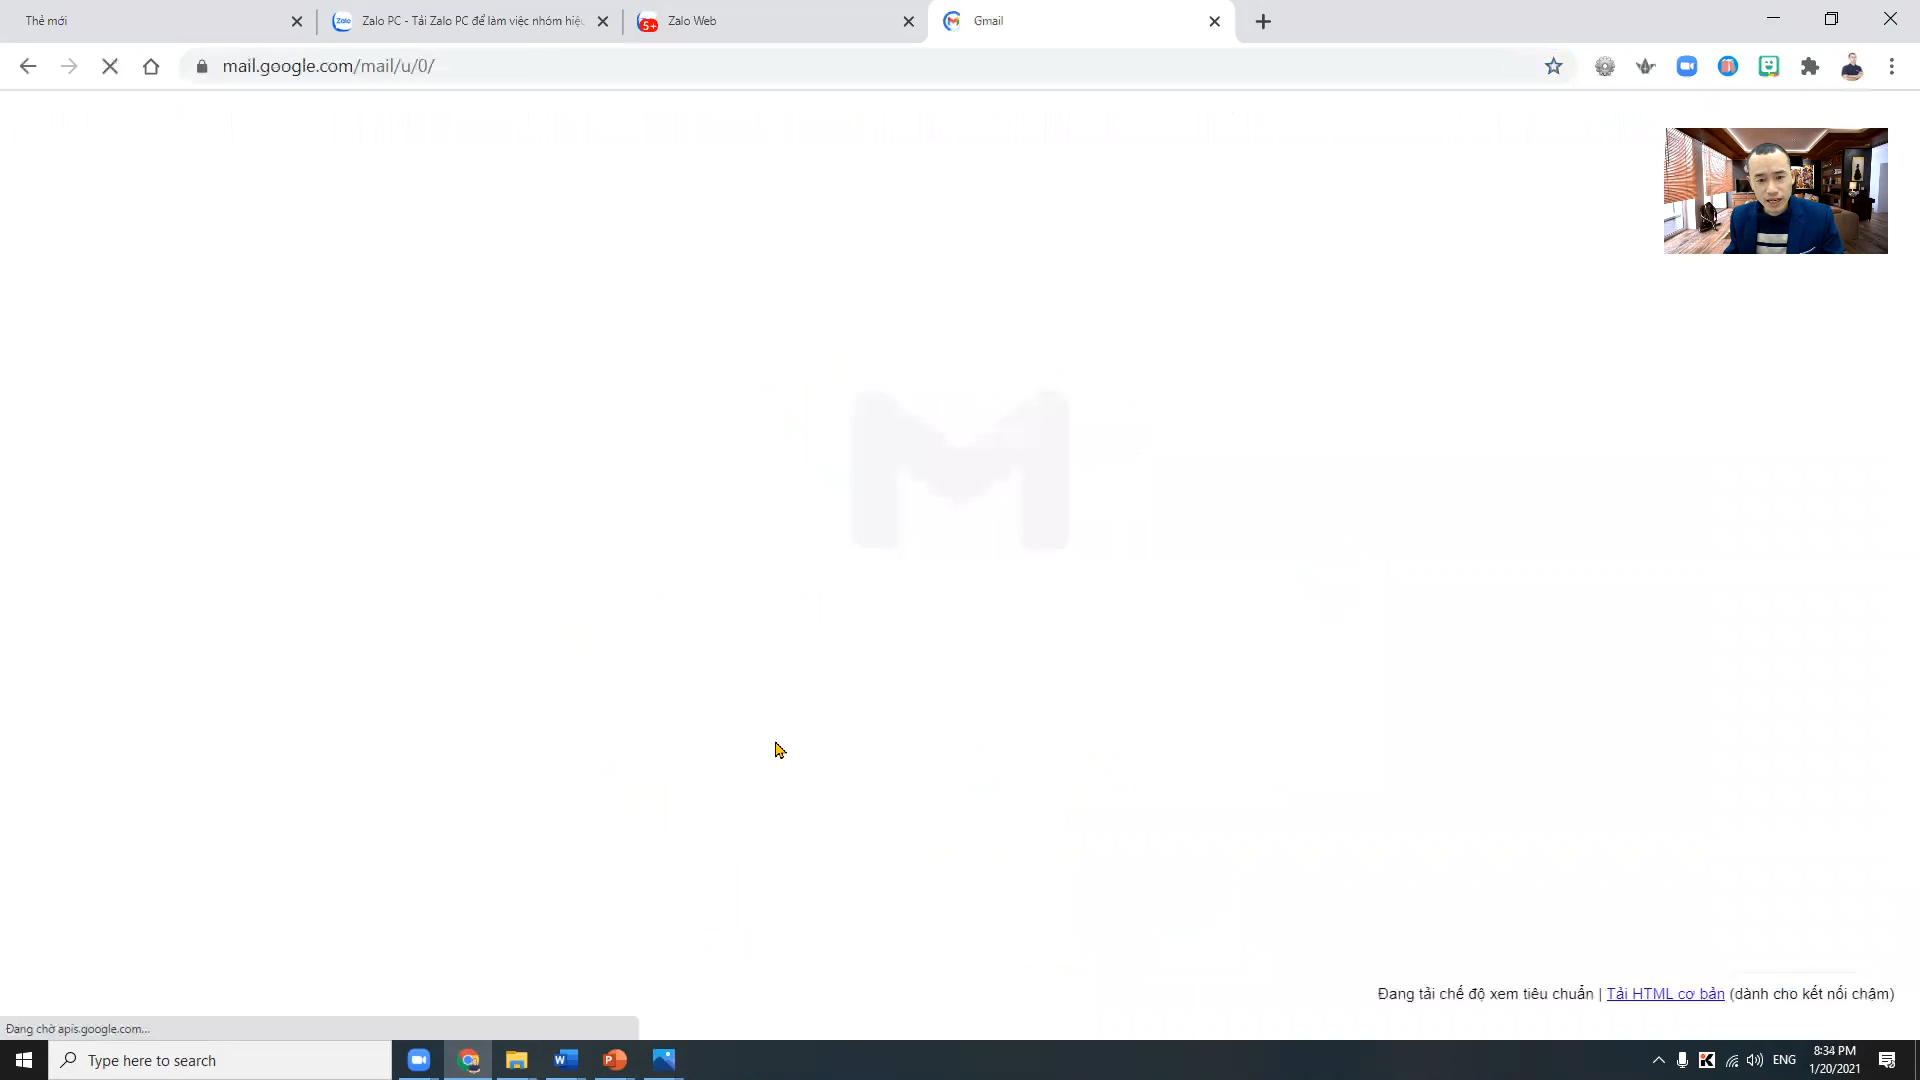 Thẻ mới
Zalo PC - Tải Zalo PC để làm việc nhóm hiệu
Zalo Web
Gmail
mail.google.com/mail/u/0/
Đang tải chế độ xem tiêu chuẩn | Tải HTML cơ bản (dành cho kết nối chậm)
Đang chờ apis.google.com...
Type here to search
ENG
8:34 PM
1/20/2021